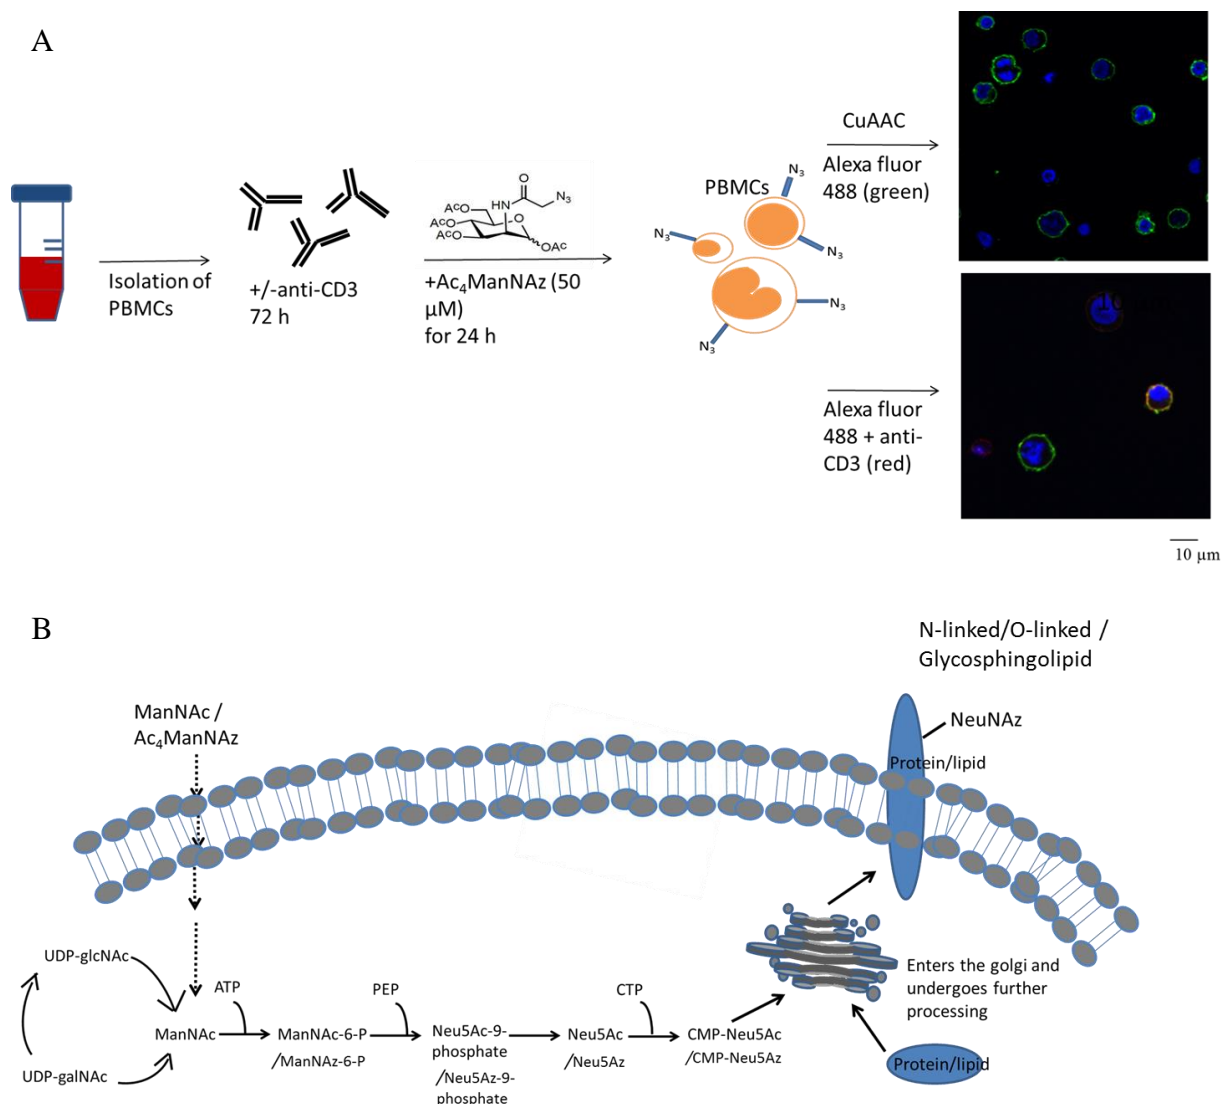 A
Isolation of
PBMCs
+/-anti-CD3
72 h
O
HN
N₃
AcO
AcO
AcO
O
OAc
+Ac₄ManNAz (50
µM)
for 24 h
PBMCs
N₃
N₃
N₃
N₃
N₃
CuAAC
Alexa fluor
488 (green)
Alexa fluor
488 + anti-
CD3 (red)
10 µm
B
N-linked/O-linked /
Glycosphingolipid
ManNAc /
Ac₄ManNAz
NeuNAz
Protein/lipid
UDP-glcNAc
UDP-galNAc
ManNAc
ATP
ManNAc-6-P
/ManNAz-6-P
PEP
Neu5Ac-9-
phosphate
/Neu5Az-9-
phosphate
Neu5Ac
/Neu5Az
CTP
CMP-Neu5Ac
/CMP-Neu5Az
Enters the golgi and
undergoes further
processing
Protein/lipid